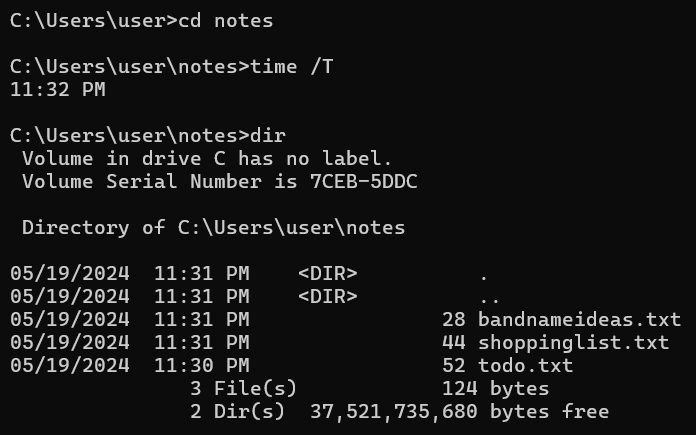 C:\Users\user>cd notes
C:\Users\user\notes>time /T
11:32 PM
C:\Users\user\notes>dir
Volume in drive C has no label.
Volume Serial Number is 7CEB-5DDC
Directory of C:\Users\user\notes
05/19/2024  11:31 PM    <DIR>          .
05/19/2024  11:31 PM    <DIR>          ..
05/19/2024  11:31 PM                28 bandnameideas.txt
05/19/2024  11:31 PM                44 shoppinglist.txt
05/19/2024  11:30 PM                52 todo.txt
3 File(s)            124 bytes
2 Dir(s)  37,521,735,680 bytes free